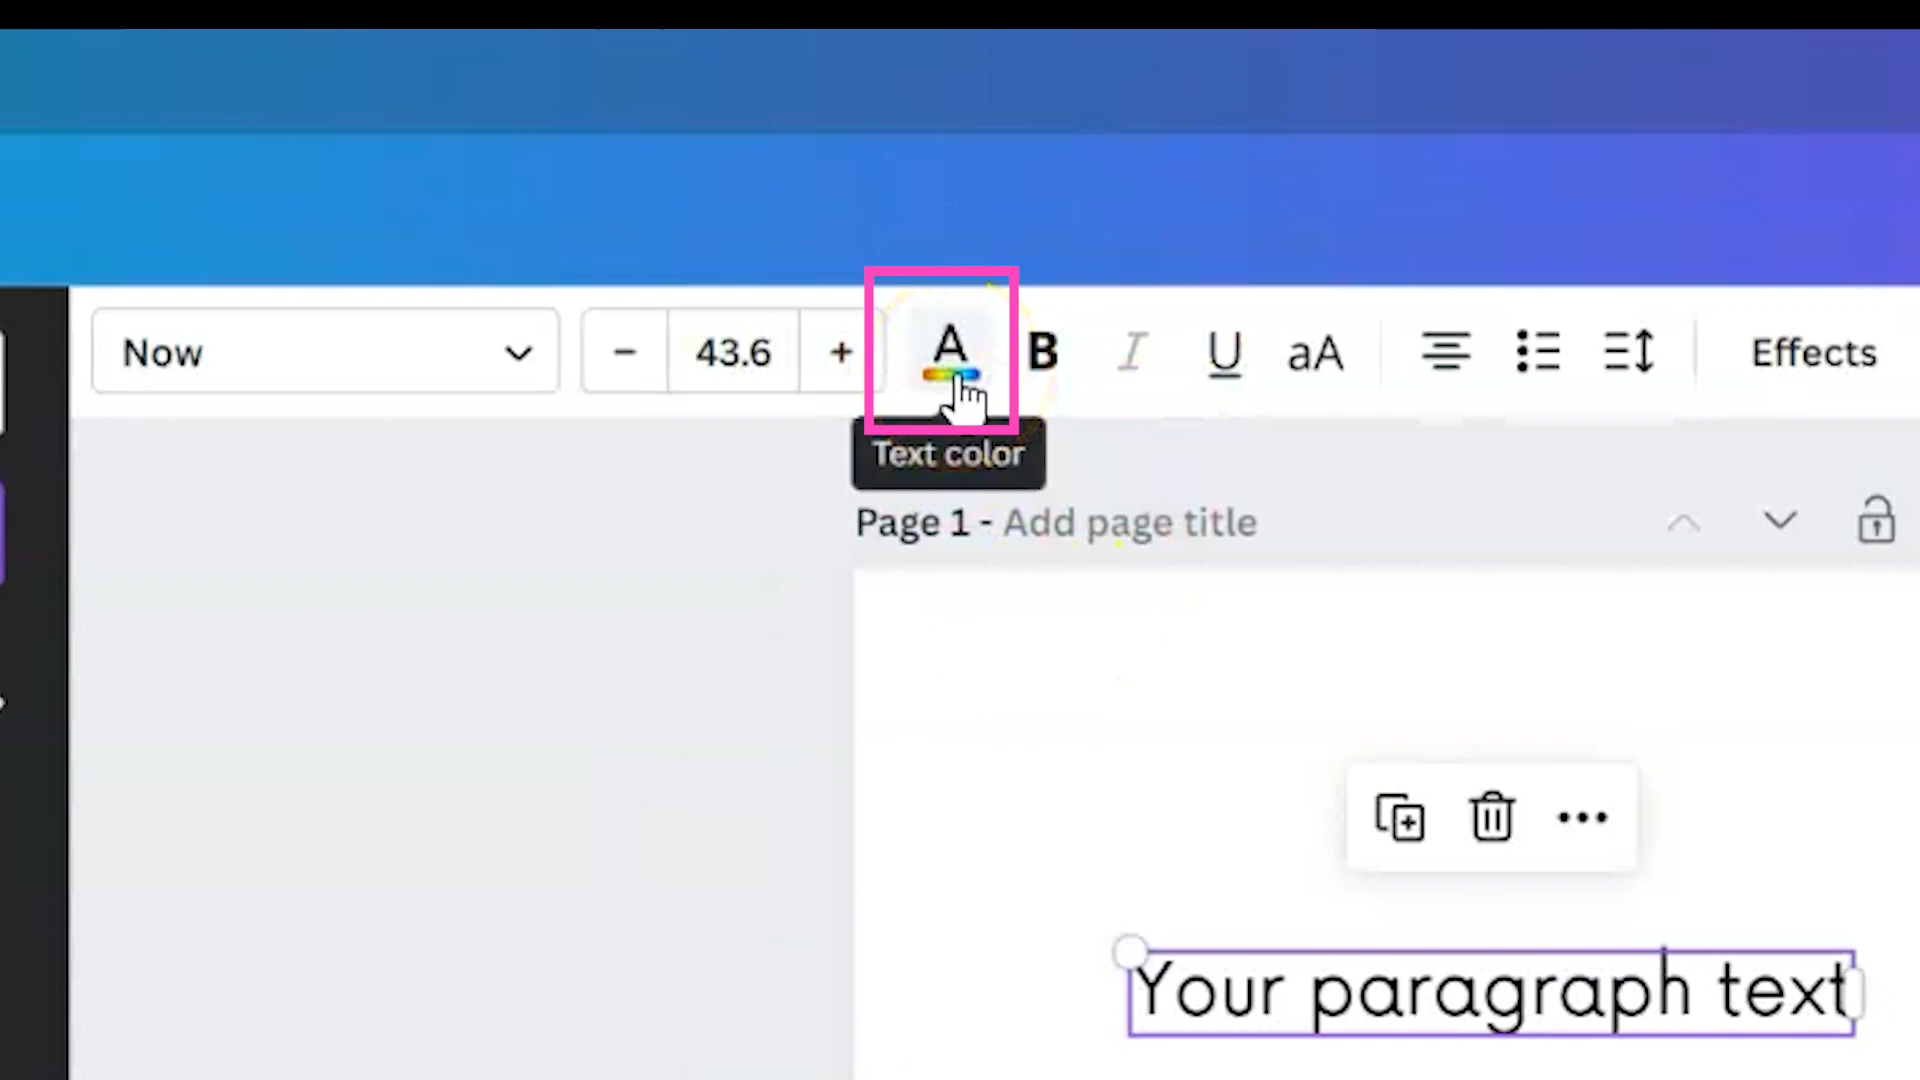 Now − 43.6 + A B I U aA Effects
Text color
Page 1 - Add page title
Your paragraph text